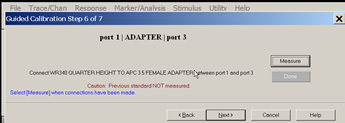 File Trace/Chan Response Marker/Analysis Stimulus Utility Help
Guided Calibration Step 6 of 7
port 1 | ADAPTER | port 3
Measure
Connect WR340 QUARTER HEIGHT TO APC 3.5 FEMALE ADAPTER between port 1 and port 3
Done
Caution: Previous standard NOT measured.
Select [Measure] when connections have been made.
< Back Next > Cancel Help